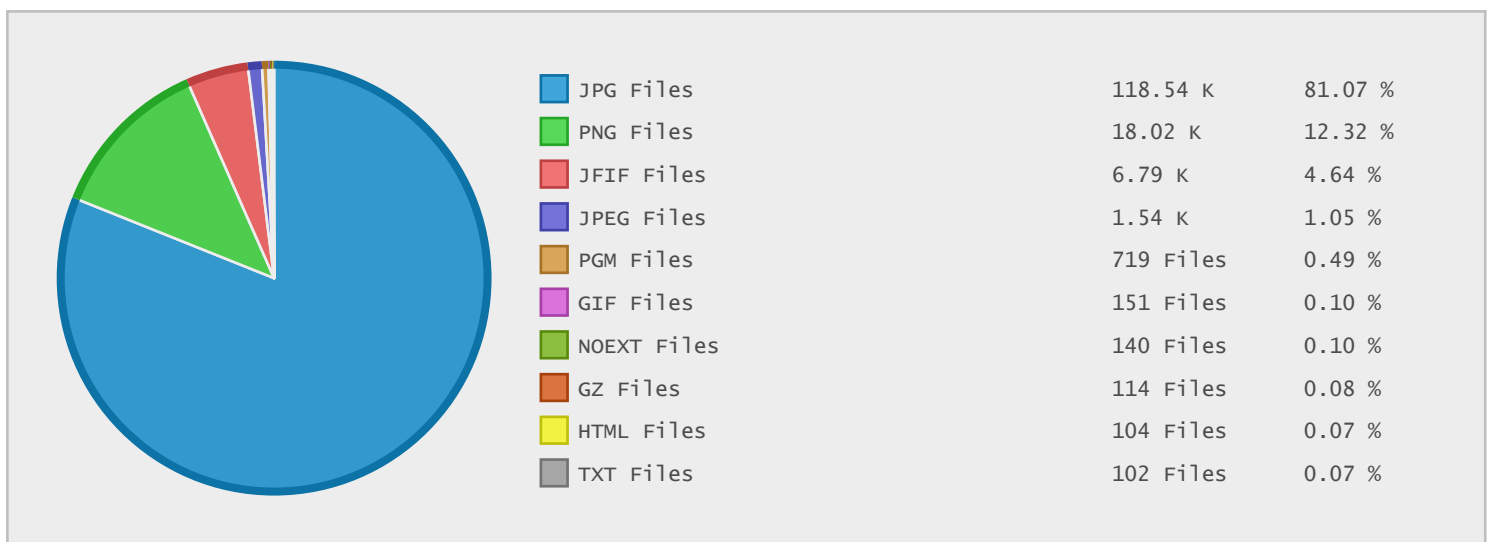 JPG Files 118.54 K 81.07 %
PNG Files 18.02 K 12.32 %
JFIF Files 6.79 K 4.64 %
JPEG Files 1.54 K 1.05 %
PGM Files 719 Files 0.49 %
GIF Files 151 Files 0.10 %
NOEXT Files 140 Files 0.10 %
GZ Files 114 Files 0.08 %
HTML Files 104 Files 0.07 %
TXT Files 102 Files 0.07 %